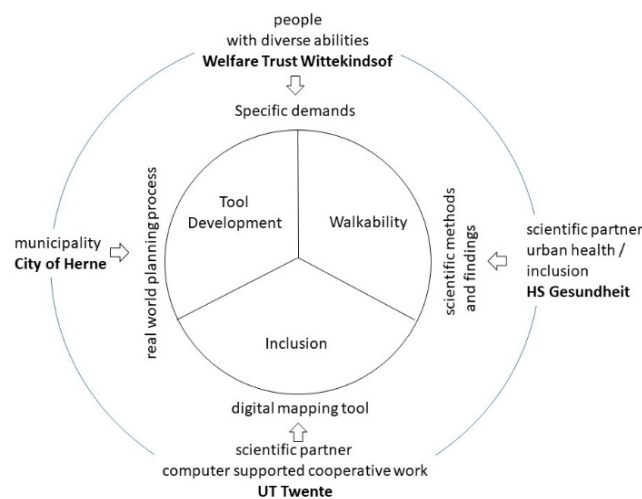 people
with diverse abilities
Welfare Trust Wittekindsof
Specific demands
Tool
Development
Walkability
Inclusion
real world planning process
municipality
City of Herne
scientific methods
and findings
scientific partner
urban health /
inclusion
HS Gesundheit
digital mapping tool
scientific partner
computer supported cooperative work
UT Twente